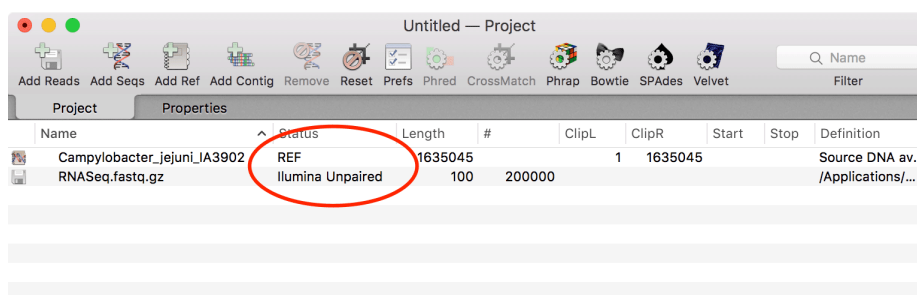 Untitled — Project
Add Reads Add Seqs Add Ref Add Contig Remove Reset Prefs Phred CrossMatch Phrap Bowtie SPAdes Velvet Name Filter
Project Properties
Name Status Length # ClipL ClipR Start Stop Definition
Campylobacter_jejuni_IA3902 REF 1635045 1 1635045 Source DNA av...
RNASeq.fastq.gz Ilumina Unpaired 100 200000 /Applications/...